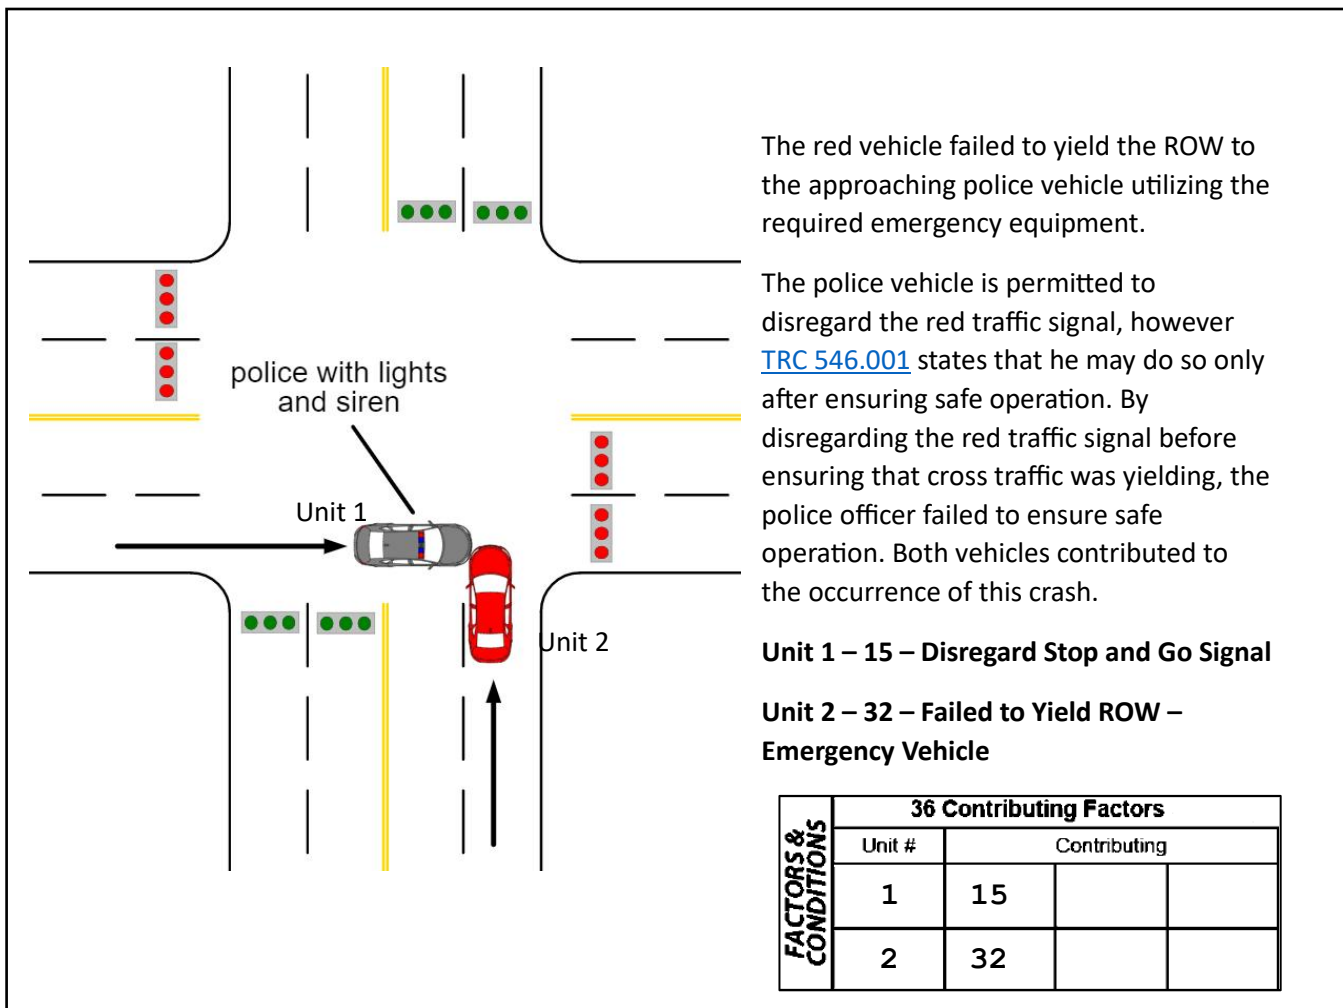 police with lights
and siren
Unit 1
Unit 2
The red vehicle failed to yield the ROW to
the approaching police vehicle utilizing the
required emergency equipment.
The police vehicle is permitted to
disregard the red traffic signal, however
TRC 546.001 states that he may do so only
after ensuring safe operation. By
disregarding the red traffic signal before
ensuring that cross traffic was yielding, the
police officer failed to ensure safe
operation. Both vehicles contributed to
the occurrence of this crash.
Unit 1 – 15 – Disregard Stop and Go Signal
Unit 2 – 32 – Failed to Yield ROW –
Emergency Vehicle
FACTORS &
CONDITIONS
36 Contributing Factors
Unit # Contributing
1 15
2 32